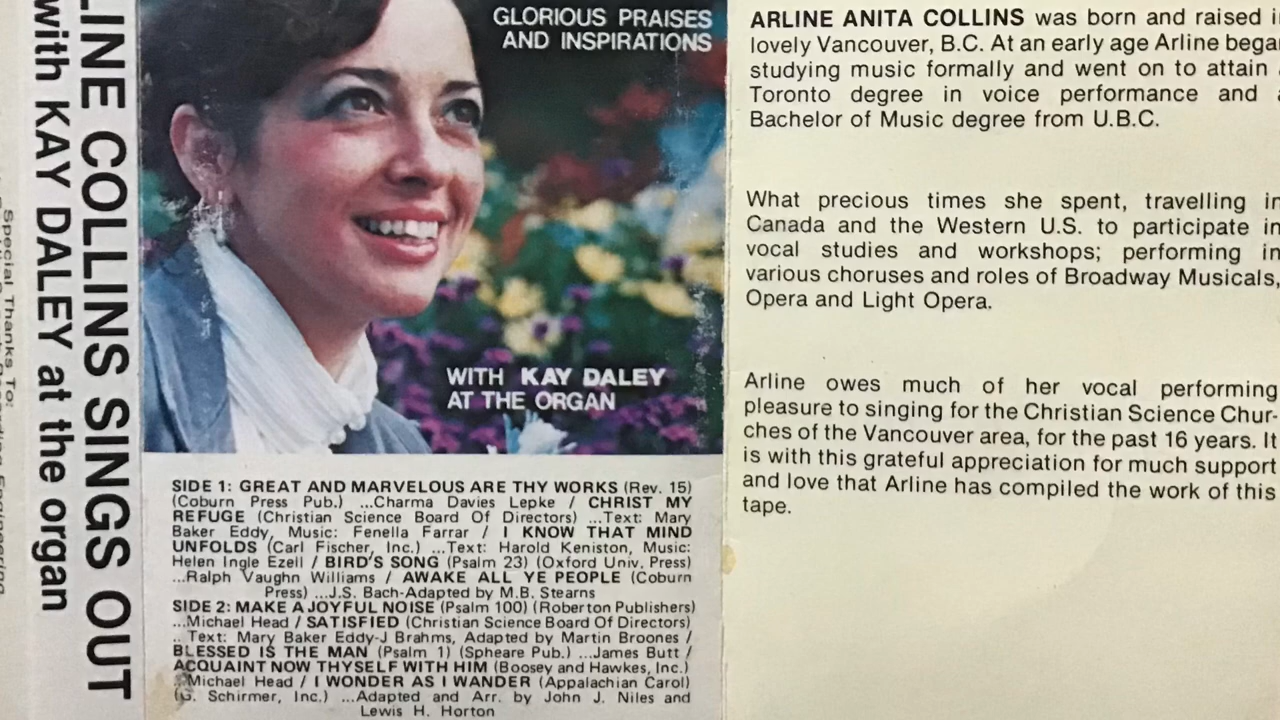 LINE COLLINS SINGS OUT
with KAY DALEY at the organ
Special Thanks To:
GLORIOUS PRAISES
AND INSPIRATIONS
WITH KAY DALEY
AT THE ORGAN
SIDE 1: GREAT AND MARVELOUS ARE THY WORKS (Rev. 15)
(Coburn Press Pub.) ...Charma Davies Lepke / CHRIST MY
REFUGE (Christian Science Board Of Directors) ...Text: Mary
Baker Eddy, Music: Fenella Farrar / I KNOW THAT MIND
UNFOLDS (Carl Fischer, Inc.) ...Text: Harold Keniston, Music:
Helen Ingle Ezell / BIRD'S SONG (Psalm 23) (Oxford Univ. Press)
...Ralph Vaughn Williams / AWAKE ALL YE PEOPLE (Coburn
Press) ...J.S. Bach-Adapted by M.B. Stearns
SIDE 2: MAKE A JOYFUL NOISE (Psalm 100) (Roberton Publishers)
...Michael Head / SATISFIED (Christian Science Board Of Directors)
.. Text: Mary Baker Eddy-J Brahms, Adapted by Martin Broones /
BLESSED IS THE MAN (Psalm 1) (Spheare Pub.) ...James Butt /
ACQUAINT NOW THYSELF WITH HIM (Boosey and Hawkes, Inc.)
...Michael Head / I WONDER AS I WANDER (Appalachian Carol)
(G. Schirmer, Inc.) ...Adapted and Arr. by John J. Niles and
Lewis H. Horton
ARLINE ANITA COLLINS was born and raised i
lovely Vancouver, B.C. At an early age Arline bega
studying music formally and went on to attain
Toronto degree in voice performance and a
Bachelor of Music degree from U.B.C.
What precious times she spent, travelling in
Canada and the Western U.S. to participate in
vocal studies and workshops; performing in
various choruses and roles of Broadway Musicals,
Opera and Light Opera.
Arline owes much of her vocal performing
pleasure to singing for the Christian Science Chur-
ches of the Vancouver area, for the past 16 years. It
is with this grateful appreciation for much support
and love that Arline has compiled the work of this
tape.